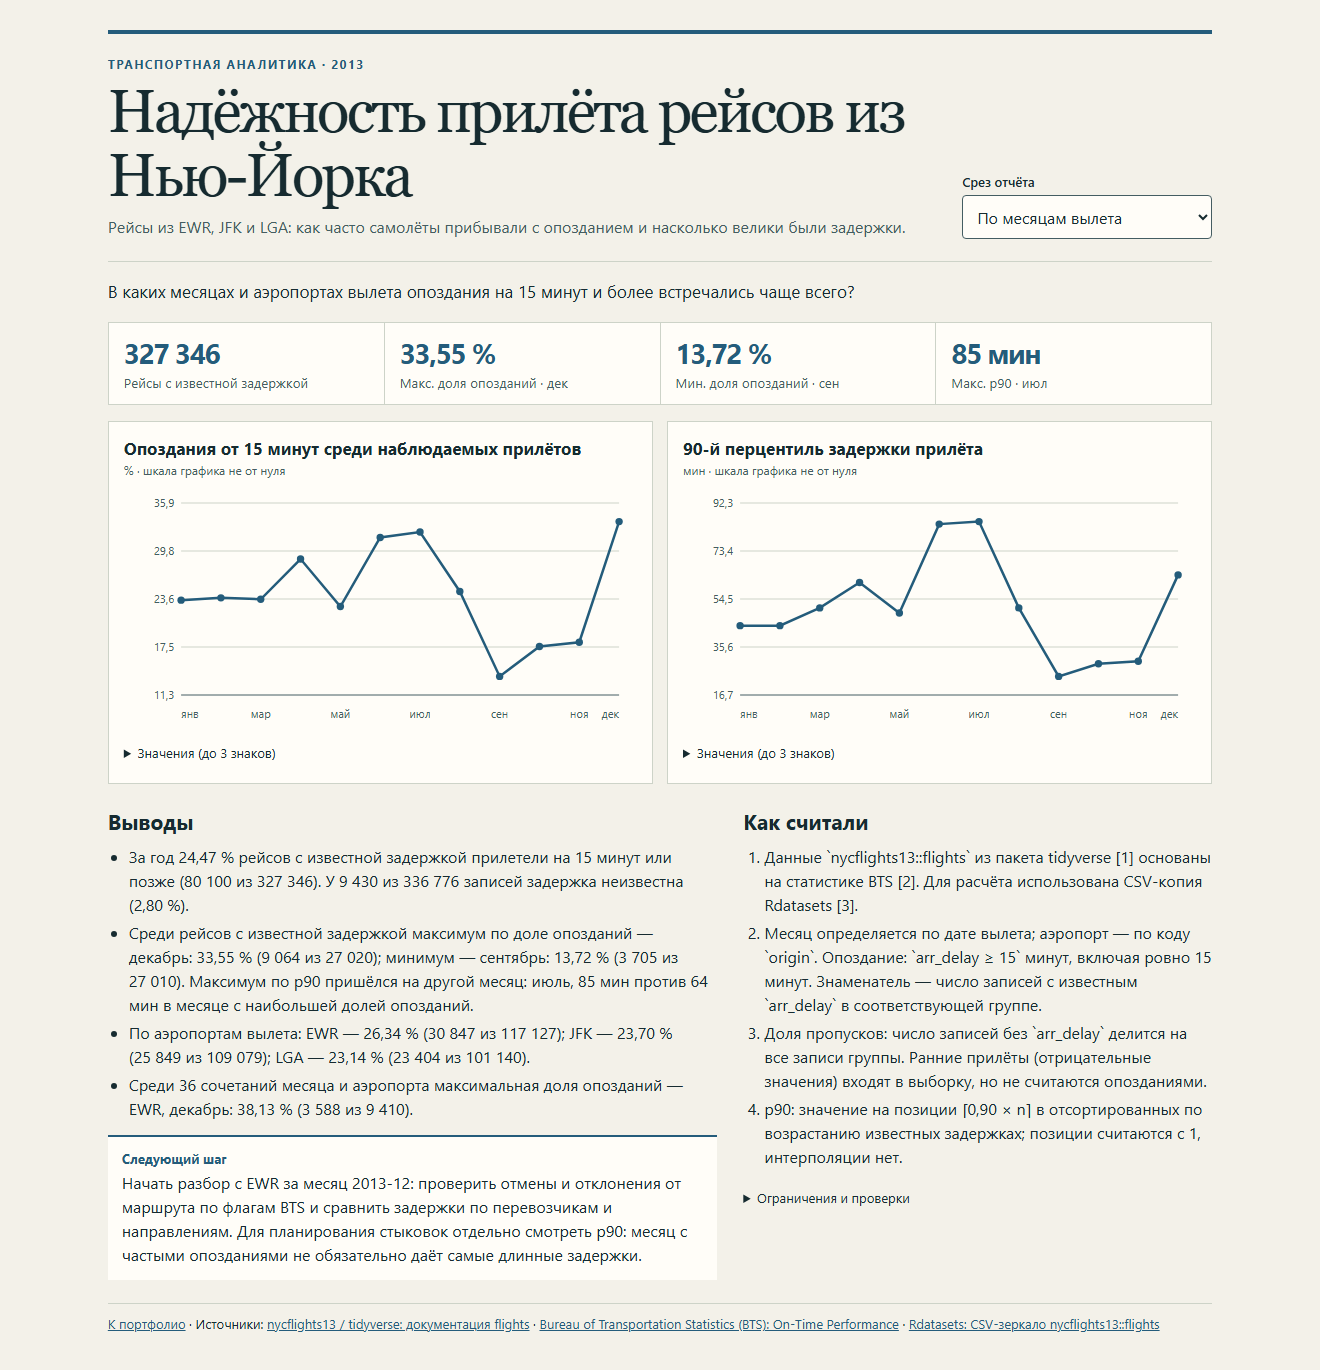 ТРАНСПОРТНАЯ АНАЛИТИКА · 2013
Надёжность прилёта рейсов из
Нью-Йорка
Рейсы из EWR, JFK и LGA: как часто самолёты прибывали с опозданием и насколько велики были задержки.
Срез отчёта
По месяцам вылета
В каких месяцах и аэропортах вылета опоздания на 15 минут и более встречались чаще всего?
327 346
Рейсы с известной задержкой
33,55 %
Макс. доля опозданий · дек
13,72 %
Мин. доля опозданий · сен
85 мин
Макс. p90 · июл
Опоздания от 15 минут среди наблюдаемых прилётов
% · шкала графика не от нуля
35,9
29,8
23,6
17,5
11,3
янв мар май июл сен ноя дек
▶ Значения (до 3 знаков)
90-й перцентиль задержки прилёта
мин · шкала графика не от нуля
92,3
73,4
54,5
35,6
16,7
янв мар май июл сен ноя дек
▶ Значения (до 3 знаков)
Выводы
• За год 24,47 % рейсов с известной задержкой прилетели на 15 минут или
позже (80 100 из 327 346). У 9 430 из 336 776 записей задержка неизвестна
(2,80 %).
• Среди рейсов с известной задержкой максимум по доле опозданий —
декабрь: 33,55 % (9 064 из 27 020); минимум — сентябрь: 13,72 % (3 705 из
27 010). Максимум по p90 пришёлся на другой месяц: июль, 85 мин против 64
мин в месяце с наибольшей долей опозданий.
• По аэропортам вылета: EWR — 26,34 % (30 847 из 117 127); JFK — 23,70 %
(25 849 из 109 079); LGA — 23,14 % (23 404 из 101 140).
• Среди 36 сочетаний месяца и аэропорта максимальная доля опозданий —
EWR, декабрь: 38,13 % (3 588 из 9 410).
Следующий шаг
Начать разбор с EWR за месяц 2013-12: проверить отмены и отклонения от
маршрута по флагам BTS и сравнить задержки по перевозчикам и
направлениям. Для планирования стыковок отдельно смотреть p90: месяц с
частыми опозданиями не обязательно даёт самые длинные задержки.
Как считали
1. Данные `nycflights13::flights` из пакета tidyverse [1] основаны
на статистике BTS [2]. Для расчёта использована CSV-копия
Rdatasets [3].
2. Месяц определяется по дате вылета; аэропорт — по коду
`origin`. Опоздание: `arr_delay ≥ 15` минут, включая ровно 15
минут. Знаменатель — число записей с известным
`arr_delay` в соответствующей группе.
3. Доля пропусков: число записей без `arr_delay` делится на
все записи группы. Ранние прилёты (отрицательные
значения) входят в выборку, но не считаются опозданиями.
4. p90: значение на позиции ⌈0,90 × n⌉ в отсортированных по
возрастанию известных задержках; позиции считаются с 1,
интерполяции нет.
▶ Ограничения и проверки
К портфолио · Источники: nycflights13 / tidyverse: документация flights · Bureau of Transportation Statistics (BTS): On-Time Performance · Rdatasets: CSV-зеркало nycflights13::flights